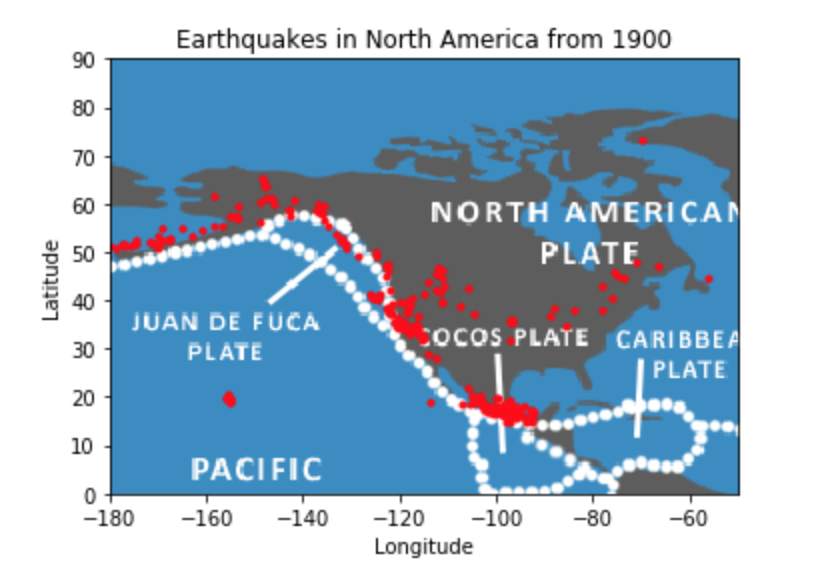 Earthquakes in North America from 1900
90
80
70
60
50
40
30
20
10
0
Latitude
NORTH AMERICAN
PLATE
JUAN DE FUCA
PLATE
COCOS PLATE
CARIBBEA
PLATE
PACIFIC
−180
−160
−140
−120
−100
−80
−60
Longitude